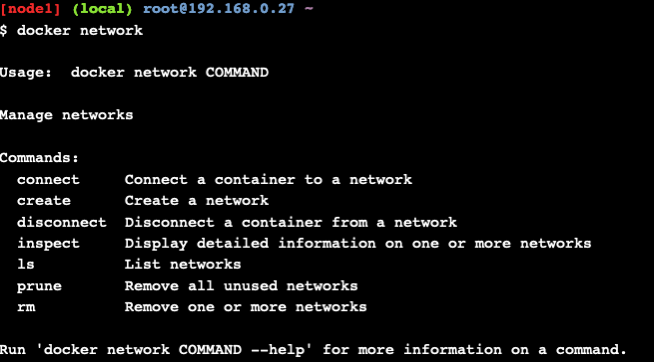 [node1] (local) root@192.168.0.27 ~
$ docker network
Usage:  docker network COMMAND
Manage networks
Commands:
  connect     Connect a container to a network
  create      Create a network
  disconnect  Disconnect a container from a network
  inspect     Display detailed information on one or more networks
  ls          List networks
  prune       Remove all unused networks
  rm          Remove one or more networks
Run 'docker network COMMAND --help' for more information on a command.